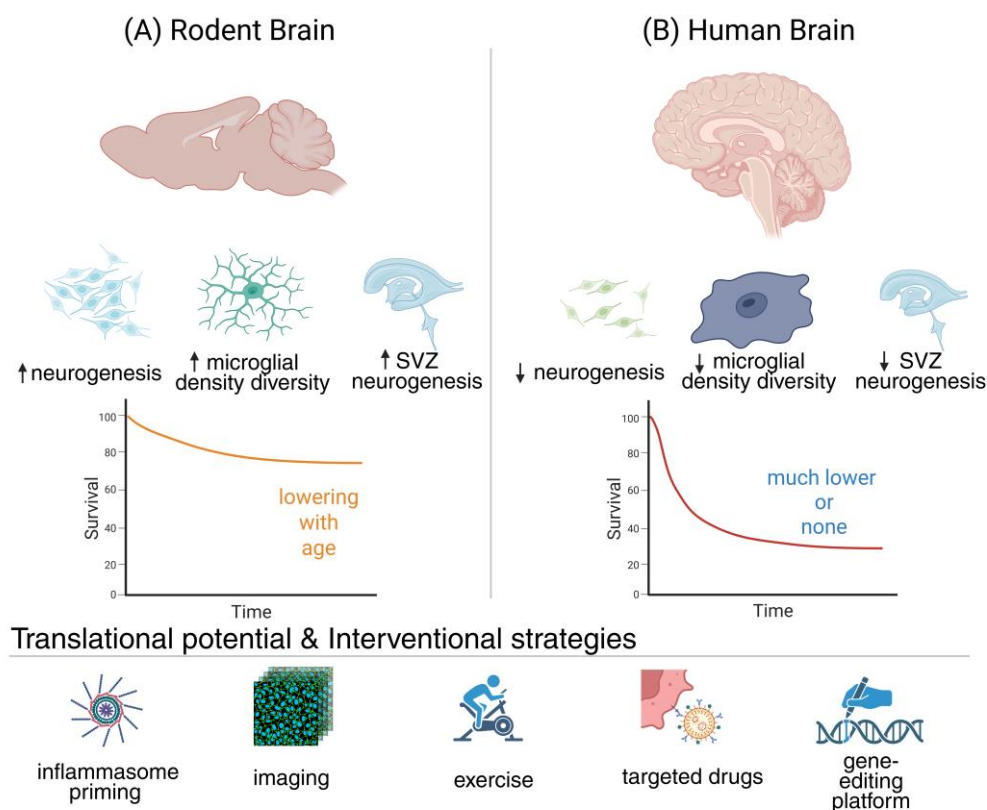 (A) Rodent Brain
(B) Human Brain
↑ neurogenesis
↑ microglial
density diversity
↑ SVZ
neurogenesis
↓ neurogenesis
↓ microglial
density diversity
↓ SVZ
neurogenesis
100
80
60
40
20
0
Survival
lowering
with
age
Time
100
80
60
40
20
0
Survival
much lower
or
none
Time
Translational potential & Interventional strategies
inflammasome
priming
imaging
exercise
targeted drugs
gene-
editing
platform